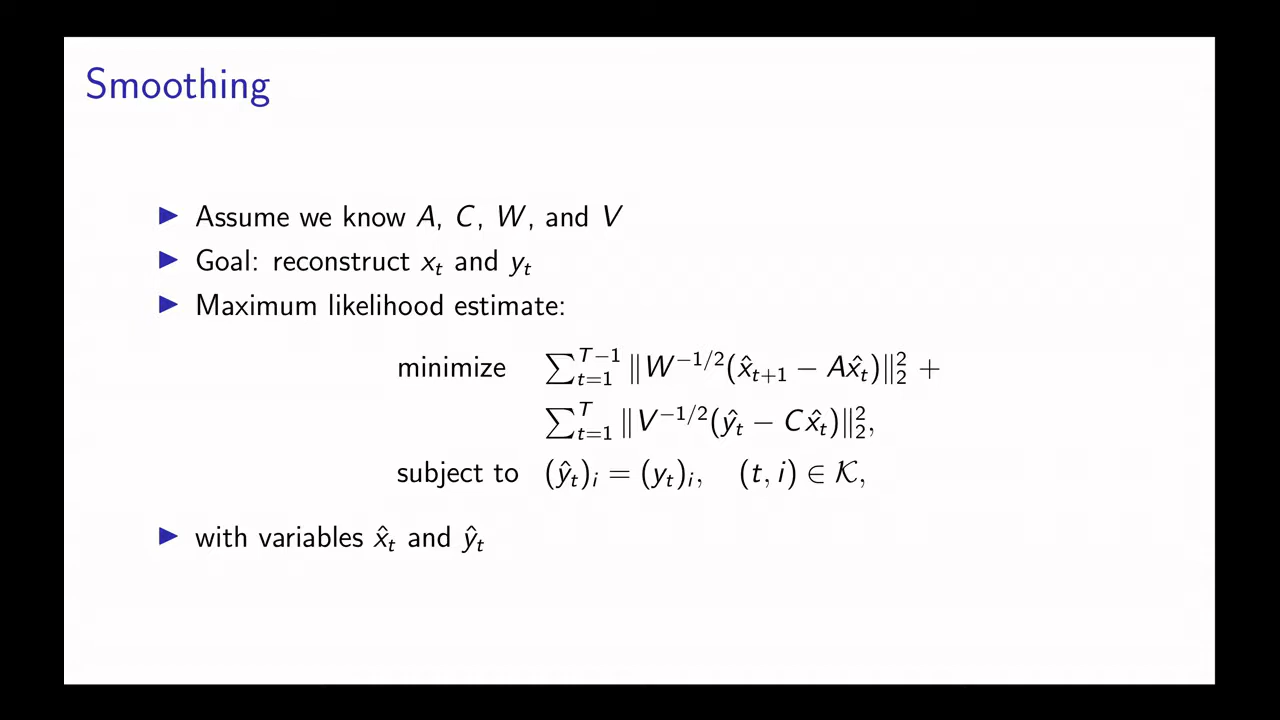 Smoothing
▶ Assume we know A, C, W, and V
▶ Goal: reconstruct x_t and y_t
▶ Maximum likelihood estimate:
minimize ∑_{t=1}^{T−1} ‖W^{−1/2}(x̂_{t+1} − Ax̂_t)‖_2^2 +
∑_{t=1}^{T} ‖V^{−1/2}(ŷ_t − Cx̂_t)‖_2^2,
subject to (ŷ_t)_i = (y_t)_i, (t, i) ∈ 𝒦,
▶ with variables x̂_t and ŷ_t